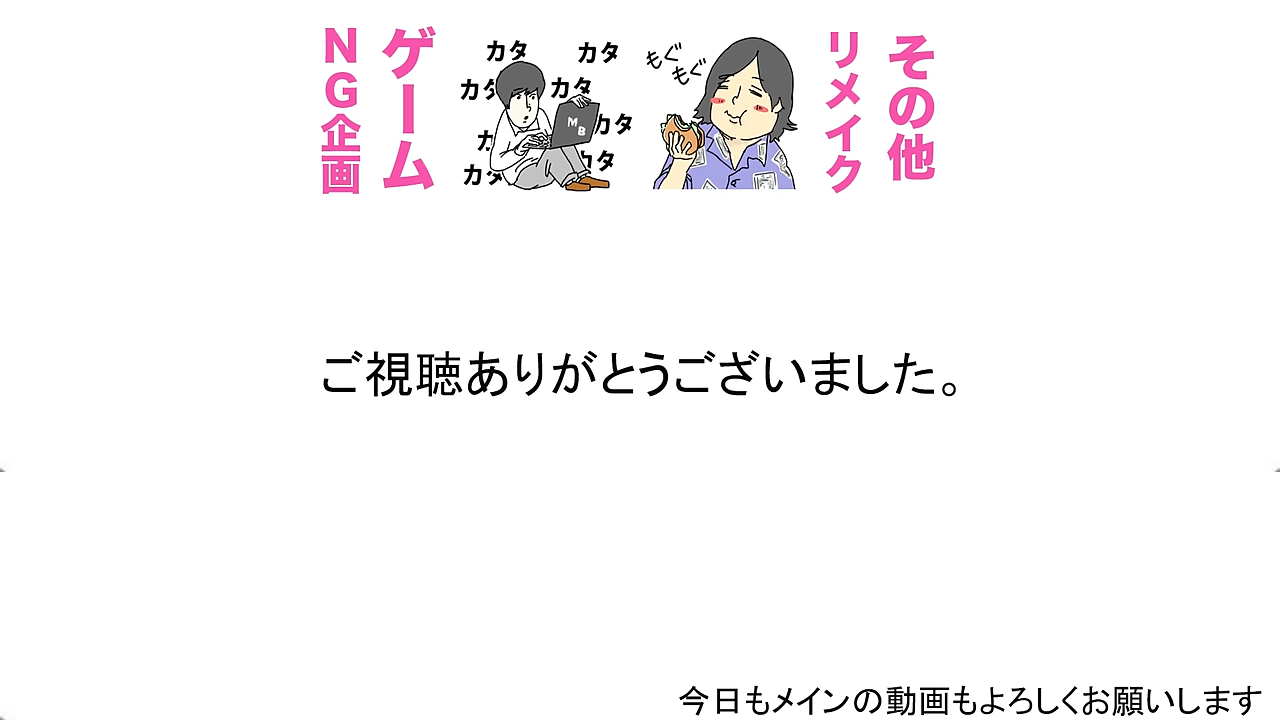 ゲーム
NG企画
カタ
カタ
カタ
カタ
カタ
カタ
カタ
カタ
MB
もぐ
もぐ
その他
リメイク
ご視聴ありがとうございました。
今日もメインの動画もよろしくお願いします